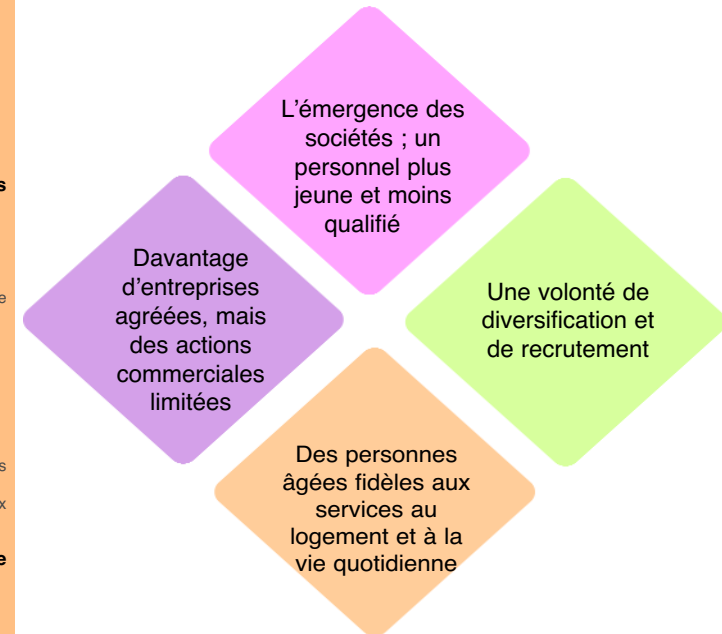 L'émergence des
sociétés ; un
personnel plus
jeune et moins
qualifié
Davantage
d'entreprises
agréées, mais
des actions
commerciales
limitées
Une volonté de
diversification et
de recrutement
Des personnes
âgées fidèles aux
services au
logement et à la
vie quotidienne
s
e
s
x
e